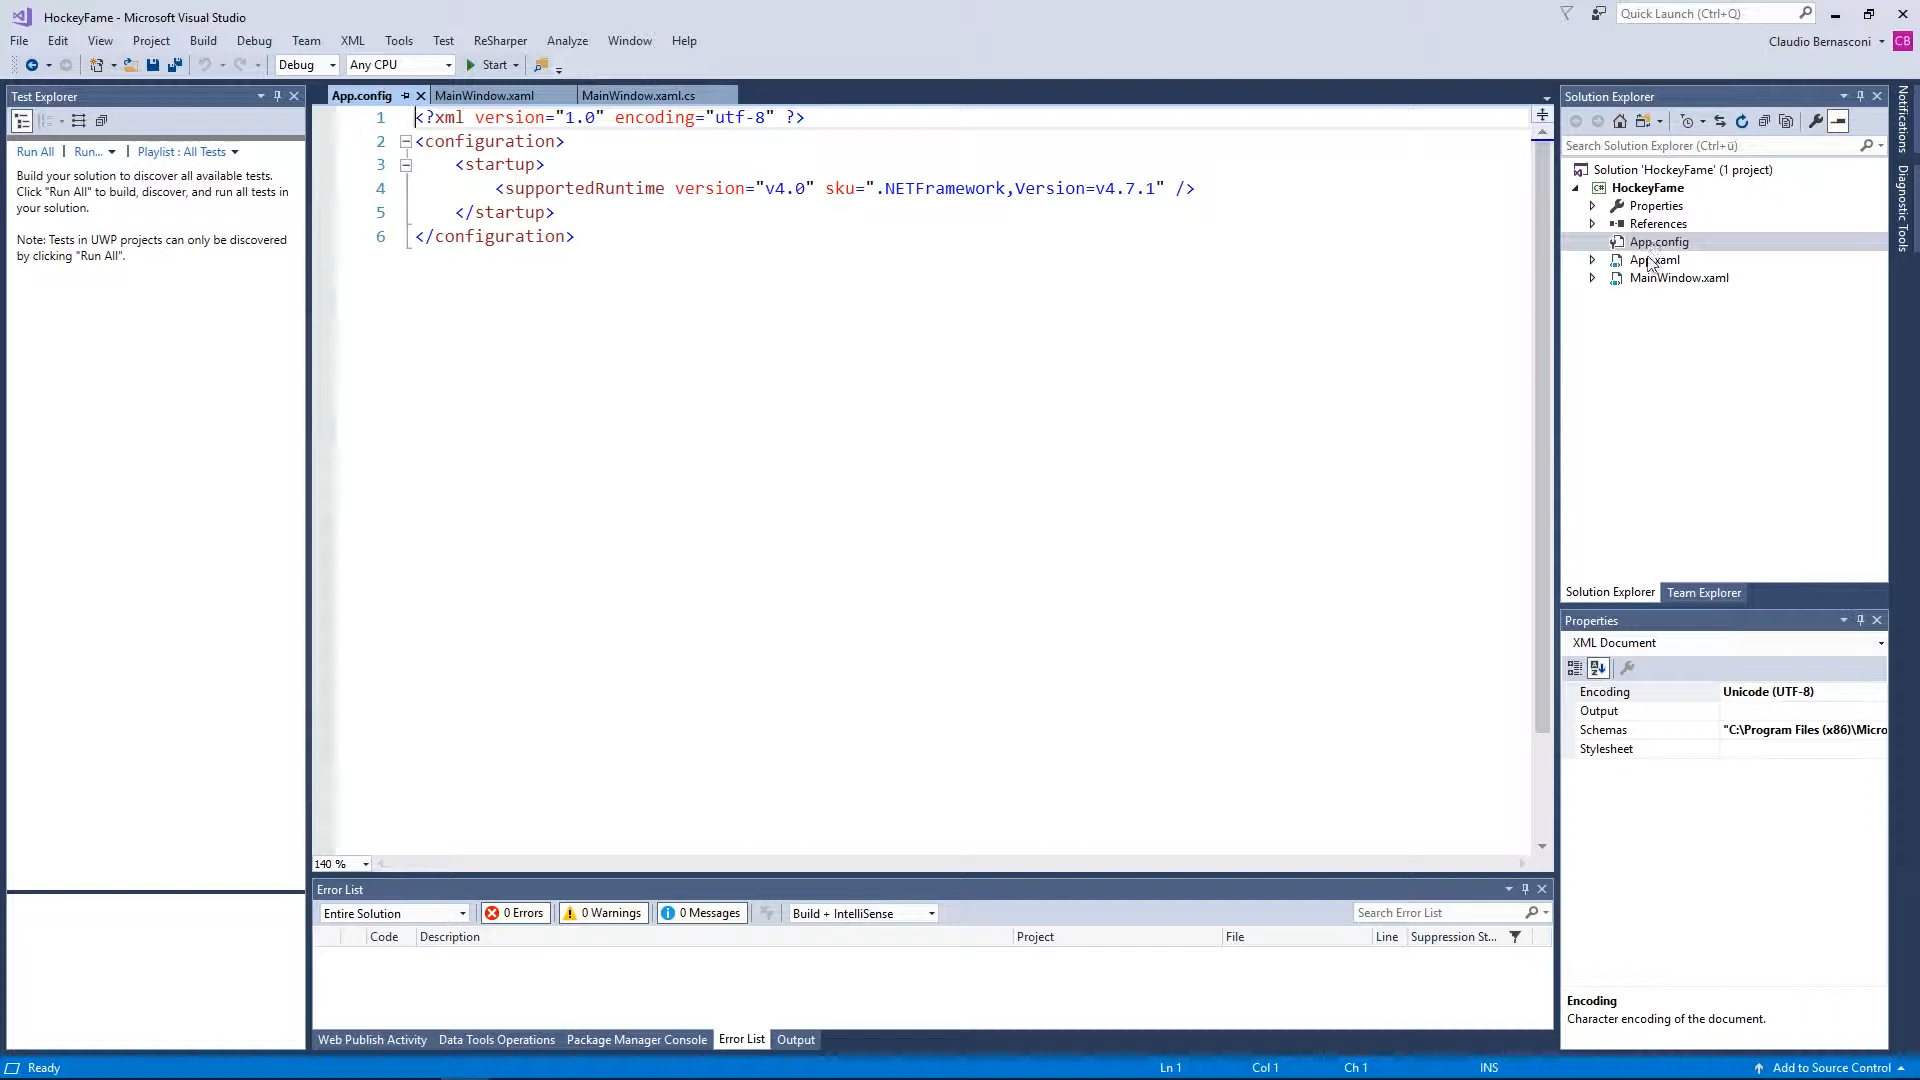 HockeyFame - Microsoft Visual Studio
Quick Launch (Ctrl+Q)
File Edit View Project Build Debug Team XML Tools Test ReSharper Analyze Window Help
Claudio Bernasconi CB
Debug Any CPU Start
Test Explorer
Run All | Run... | Playlist : All Tests
Build your solution to discover all available tests.
Click "Run All" to build, discover, and run all tests in
your solution.
Note: Tests in UWP projects can only be discovered
by clicking "Run All".
App.config MainWindow.xaml MainWindow.xaml.cs
1 <?xml version="1.0" encoding="utf-8" ?>
2 <configuration>
3 <startup>
4 <supportedRuntime version="v4.0" sku=".NETFramework,Version=v4.7.1" />
5 </startup>
6 </configuration>
140 %
Error List
Entire Solution 0 Errors 0 Warnings 0 Messages Build + IntelliSense Search Error List
Code Description Project File Line Suppression St...
Web Publish Activity Data Tools Operations Package Manager Console Error List Output
Solution Explorer
Search Solution Explorer (Ctrl+ü)
Solution 'HockeyFame' (1 project)
C# HockeyFame
Properties
References
App.config
App.xaml
MainWindow.xaml
Solution Explorer Team Explorer
Properties
XML Document
Encoding Unicode (UTF-8)
Output
Schemas "C:\Program Files (x86)\Micro
Stylesheet
Encoding
Character encoding of the document.
Notifications
Diagnostic Tools
Ready Ln 1 Col 1 Ch 1 INS Add to Source Control